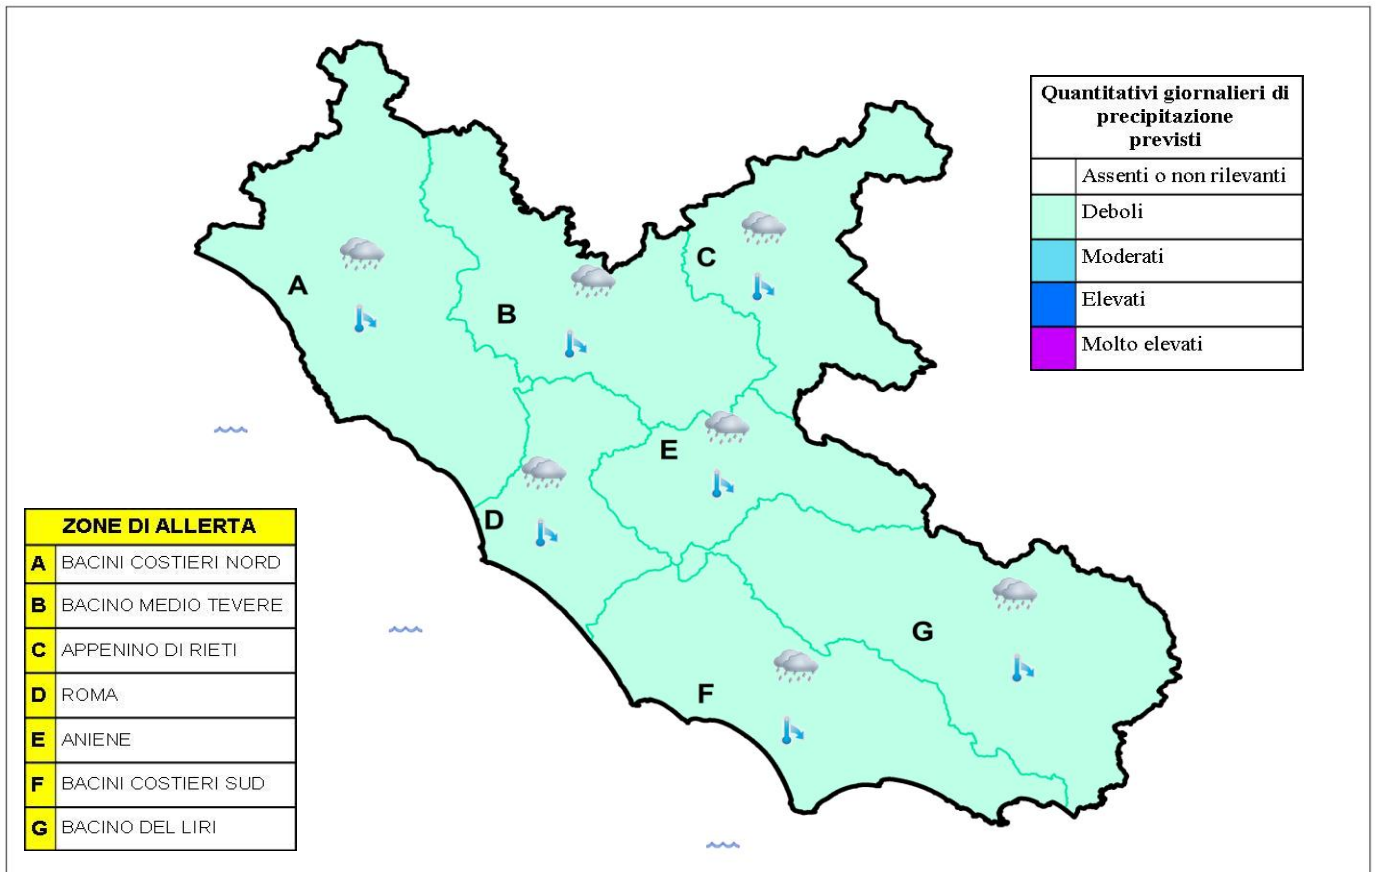 Quantitativi giornalieri di
precipitazione
previsti
Assenti o non rilevanti
Deboli
Moderati
Elevati
Molto elevati
A
B
C
D
E
F
G
ZONE DI ALLERTA
A BACINI COSTIERI NORD
B BACINO MEDIO TEVERE
C APPENINO DI RIETI
D ROMA
E ANIENE
F BACINI COSTIERI SUD
G BACINO DEL LIRI